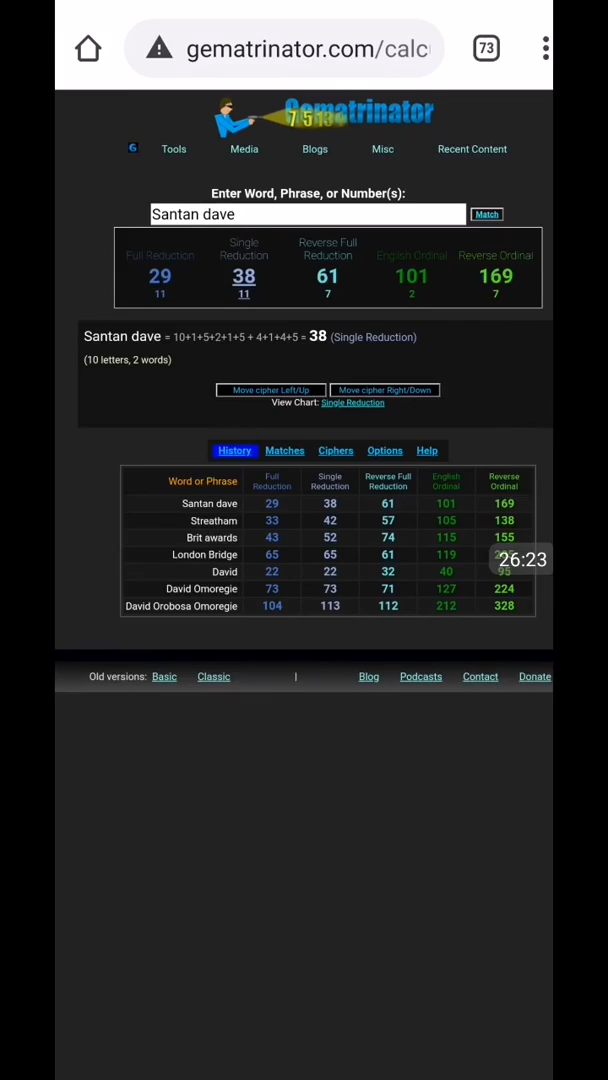 gematrinator.com/calc
73
Gematrinator
Tools Media Blogs Misc Recent Content
Enter Word, Phrase, or Number(s):
Santan dave Match
Full Reduction Single Reduction Reverse Full Reduction English Ordinal Reverse Ordinal
29 38 61 101 169
11 11 7 2 7
Santan dave = 10+1+5+2+1+5 + 4+1+4+5 = 38 (Single Reduction)
(10 letters, 2 words)
Move cipher Left/Up Move cipher Right/Down
View Chart: Single Reduction
History Matches Ciphers Options Help
Word or Phrase Full Reduction Single Reduction Reverse Full Reduction English Ordinal Reverse Ordinal
Santan dave 29 38 61 101 169
Streatham 33 42 57 105 138
Brit awards 43 52 74 115 155
London Bridge 65 65 61 119
26:23
David 22 22 32 40 95
David Omoregie 73 73 71 127 224
David Orobosa Omoregie 104 113 112 212 328
Old versions: Basic Classic | Blog Podcasts Contact Donate